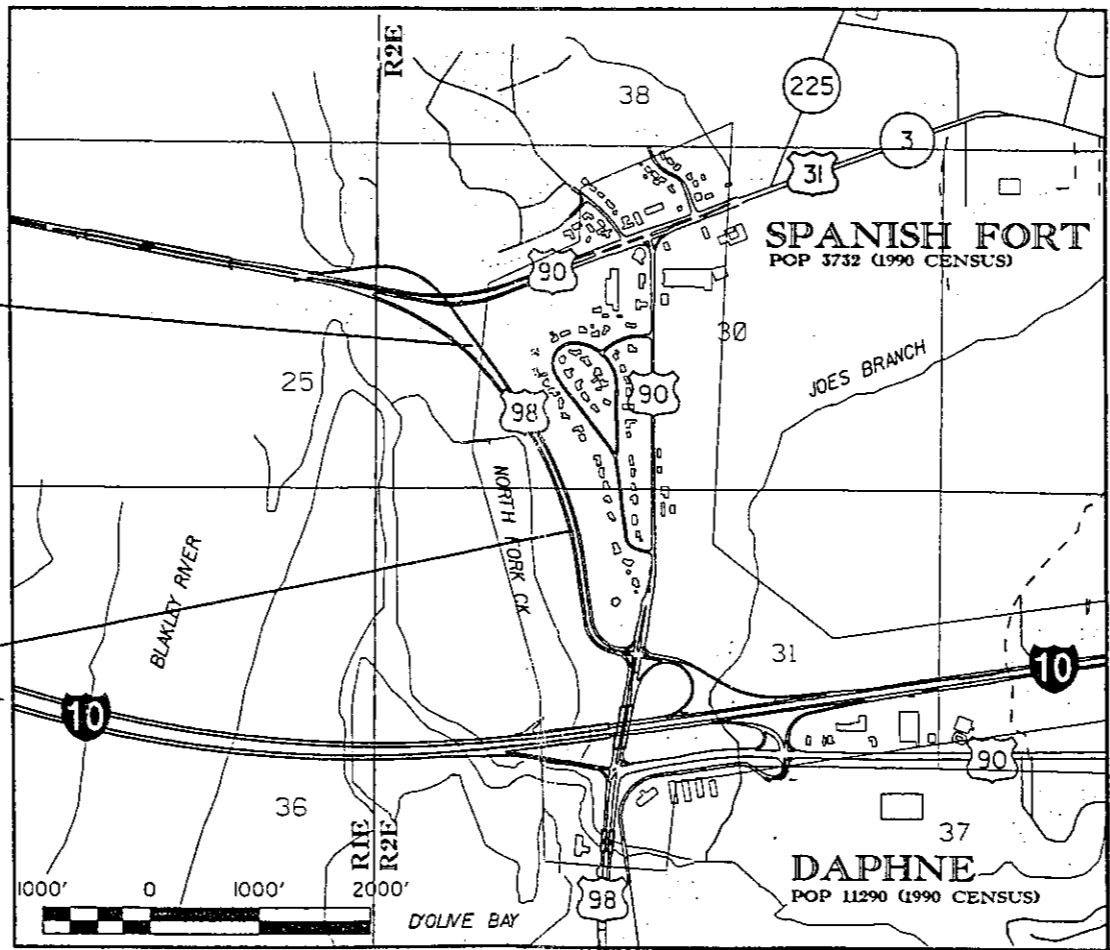 R2E
38
225
3
31
SPANISH FORT
POP 3732 (1990 CENSUS)
90
30
25
JOES BRANCH
98
90
NORTH FORK CK
BLAKLEY RIVER
31
10
10
90
36
R1E
R2E
37
DAPHNE
POP 11290 (1990 CENSUS)
1000' 0 1000' 2000'
98
D'OLIVE BAY